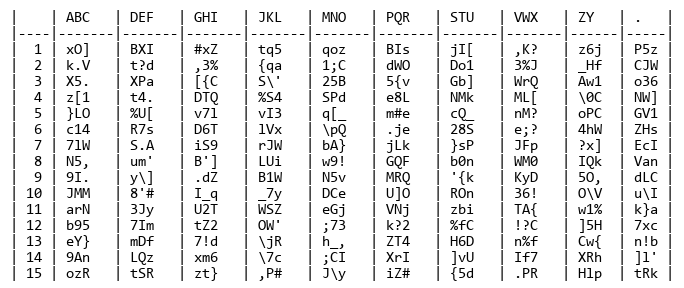 |    | ABC   | DEF   | GHI   | JKL   | MNO   | PQR   | STU   | VWX   | ZY   | .   |
|----|-------|-------|-------|-------|-------|-------|-------|-------|------|-----|
|  1 | xO]   | BXI   | #xZ   | tq5   | qoz   | BIs   | jI[   | ,K?   | z6j  | P5z |
|  2 | k.V   | t?d   | ,3%   | {qa   | 1;C   | dWO   | Do1   | 3%J   | _Hf  | CJW |
|  3 | X5.   | XPa   | [{C   | S\'   | 25B   | 5{v   | Gb]   | WrQ   | Aw1  | o36 |
|  4 | z[1   | t4.   | DTQ   | %S4   | SPd   | e8L   | NMk   | ML[   | \0C  | NW] |
|  5 | }LO   | %U[   | v7l   | vI3   | q[_   | m#e   | cQ_   | nM?   | oPC  | GV1 |
|  6 | c14   | R7s   | D6T   | lVx   | \pQ   | .je   | 28S   | e;?   | 4hW  | ZHs |
|  7 | 7lW   | S.A   | iS9   | rJW   | bA}   | jLk   | }sP   | JFp   | ?x]  | EcI |
|  8 | N5,   | um'   | B']   | LUi   | w9!   | GQF   | b0n   | WM0   | IQk  | Van |
|  9 | 9I.   | y\]   | .dZ   | B1W   | N5v   | MRQ   | '{k   | KyD   | 5O,  | dLC |
| 10 | JMM   | 8'#   | I_q   | _7y   | DCe   | U]O   | ROn   | 36!   | O\V  | u\I |
| 11 | arN   | 3Jy   | U2T   | WSZ   | eGj   | VNj   | zbi   | TA{   | w1%  | k}a |
| 12 | b95   | 7Im   | tZ2   | OW'   | ;73   | k?2   | %fC   | !?C   | ]5H  | 7xc |
| 13 | eY}   | mDf   | 7!d   | \jR   | h_,   | ZT4   | H6D   | n%f   | Cw{  | n!b |
| 14 | 9An   | LQz   | xm6   | \7c   | ;CI   | XrI   | ]vU   | If7   | XRh  | ]l' |
| 15 | ozR   | tSR   | zt}   | ,P#   | J\y   | iZ#   | {5d   | .PR   | Hlp  | tRk |